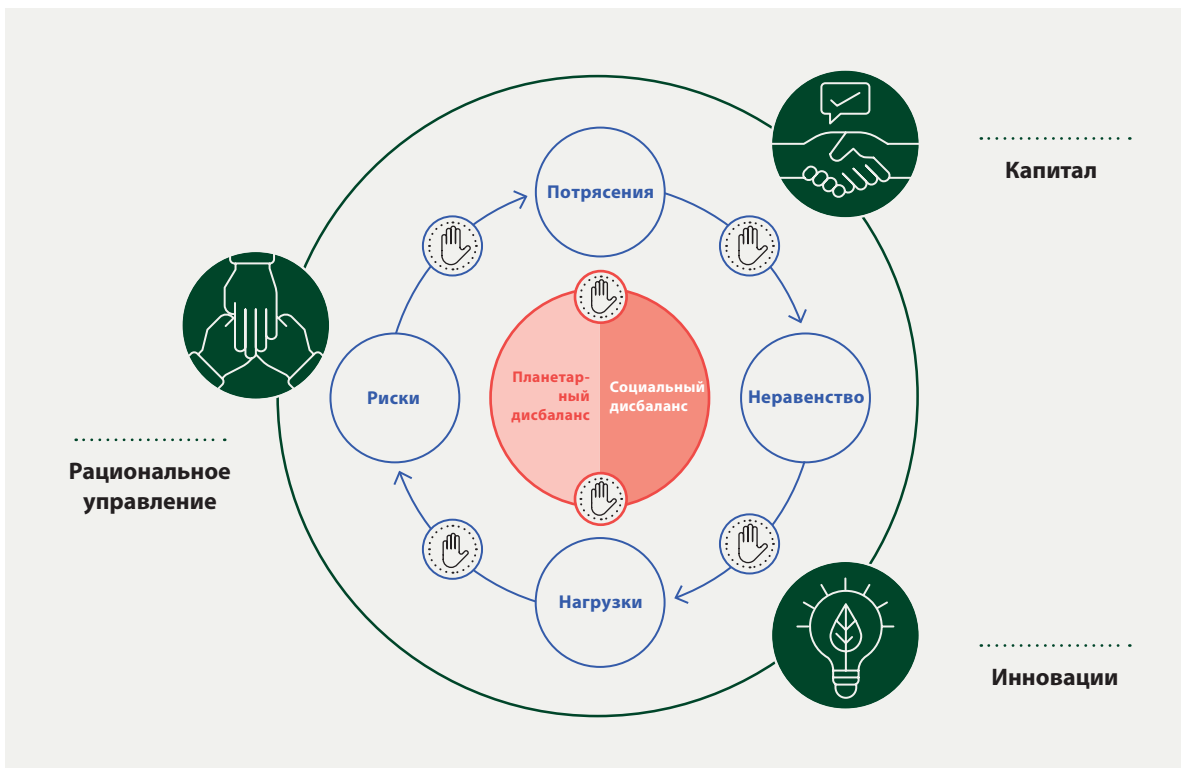 Капитал
Потрясения
Планетар-
ный
дисбаланс
Социальный
дисбаланс
Риски
Неравенство
Рациональное
управление
Нагрузки
Инновации